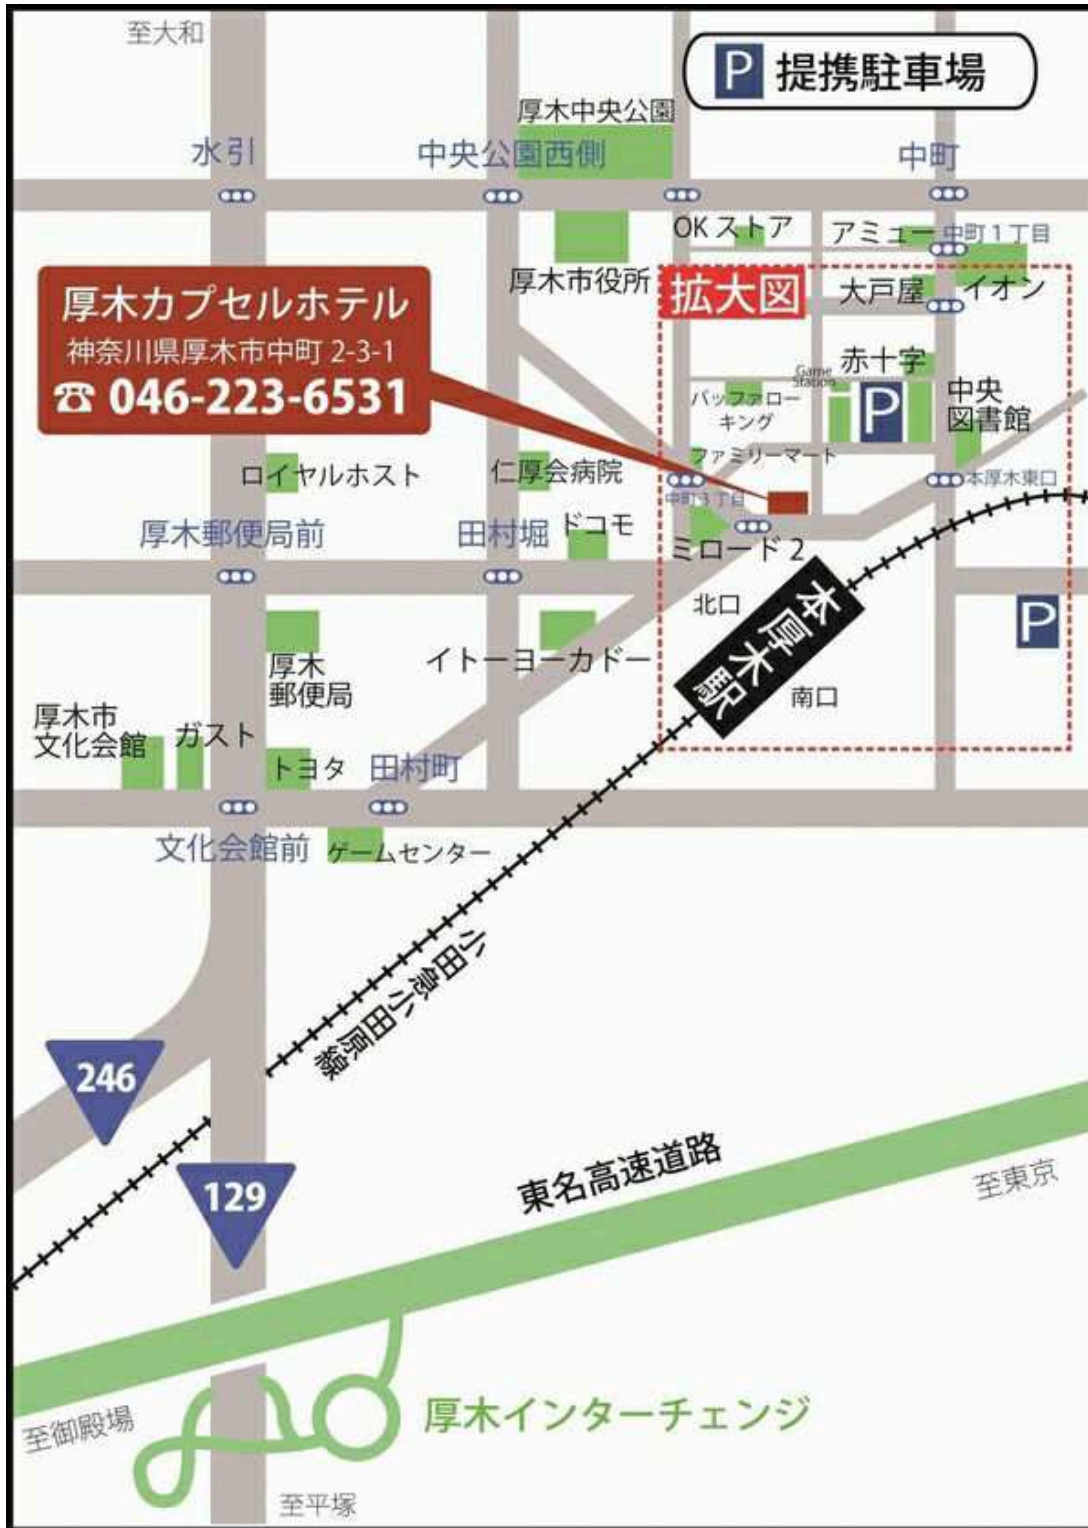 至大和
P 提携駐車場
厚木中央公園
水引
中央公園西側
中町
OKストア
アミュー
中町1丁目
厚木市役所
拡大図
大戸屋
イオン
厚木カプセルホテル
神奈川県厚木市中町 2-3-1
☎ 046-223-6531
赤十字
Game
Station
P
中央
図書館
バッファロー
キング
ファミリーマート
ロイヤルホスト
仁厚会病院
本厚木東口
中町3丁目
厚木郵便局前
田村堀
ドコモ
ミロード2
北口
本厚木駅
P
南口
イトーヨーカドー
厚木
郵便局
厚木市
文化会館
ガスト
トヨタ
田村町
文化会館前
ゲームセンター
小田急小田原線
246
129
東名高速道路
至東京
至御殿場
厚木インターチェンジ
至平塚